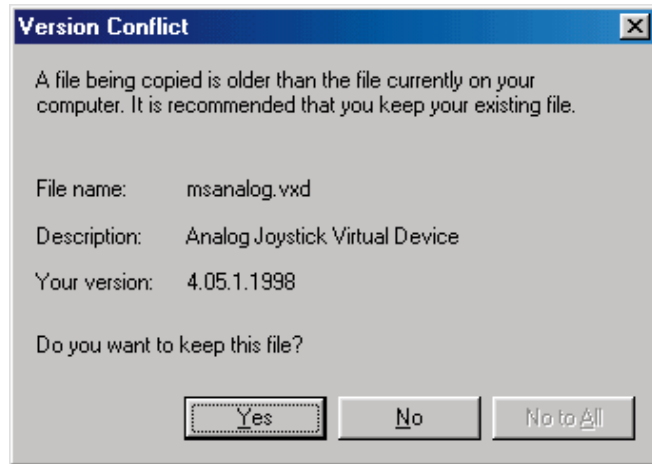 Version Conflict
A file being copied is older than the file currently on your
computer. It is recommended that you keep your existing file.
File name: msanalog.vxd
Description: Analog Joystick Virtual Device
Your version: 4.05.1.1998
Do you want to keep this file?
Yes No No to All